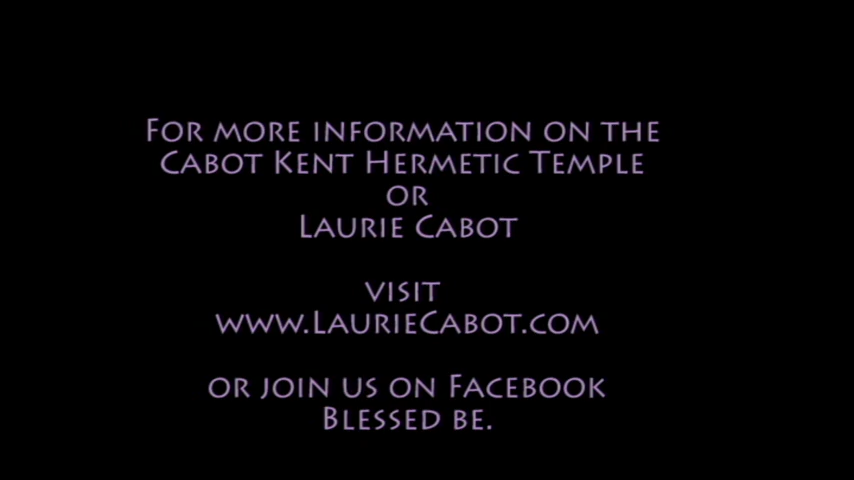 For more information on the
Cabot Kent Hermetic Temple
or
Laurie Cabot
visit
www.LaurieCabot.com
or join us on Facebook
Blessed be.